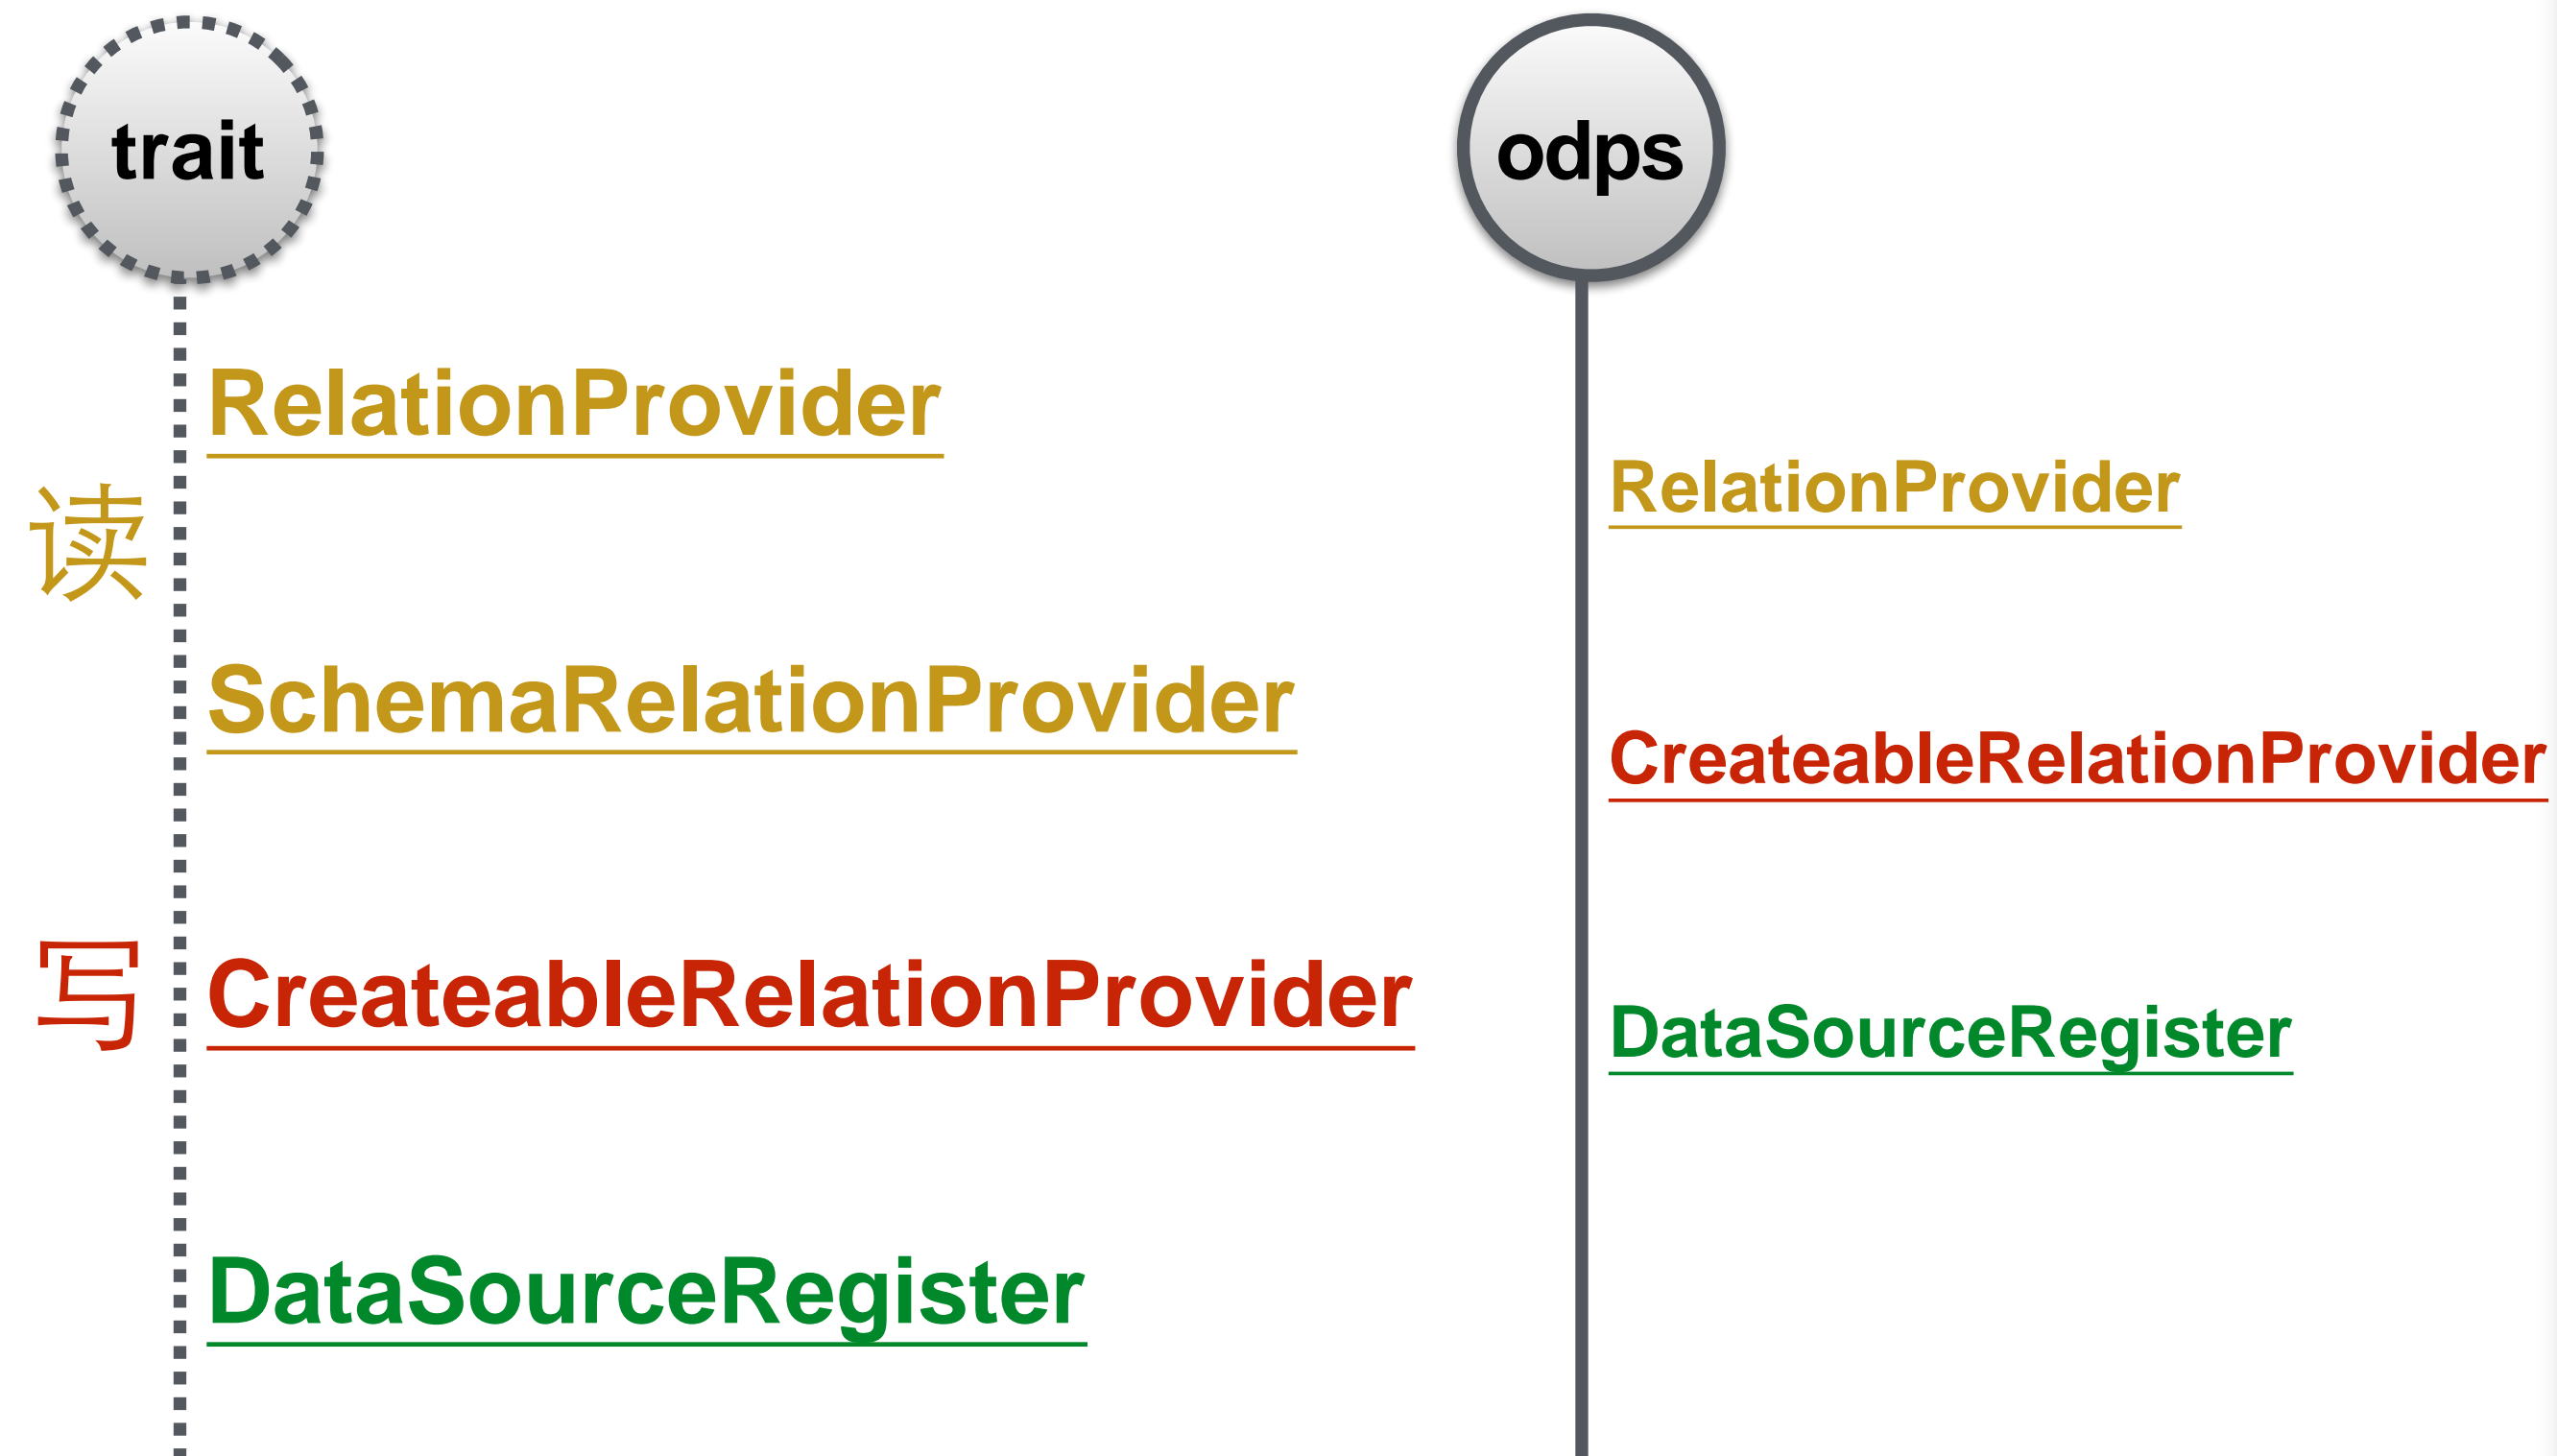 trait
读
RelationProvider
SchemaRelationProvider
写
CreateableRelationProvider
DataSourceRegister
odps
RelationProvider
CreateableRelationProvider
DataSourceRegister